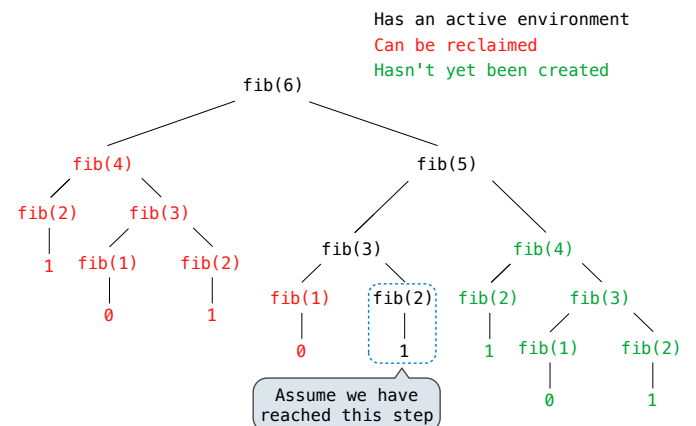 Has an active environment
Can be reclaimed
Hasn't yet been created
fib(6)
fib(4)
fib(5)
fib(2)
fib(3)
fib(3)
fib(4)
1
fib(1)
fib(2)
fib(1)
fib(2)
fib(2)
fib(3)
0
1
0
1
1
fib(1)
fib(2)
0
1
Assume we have
reached this step